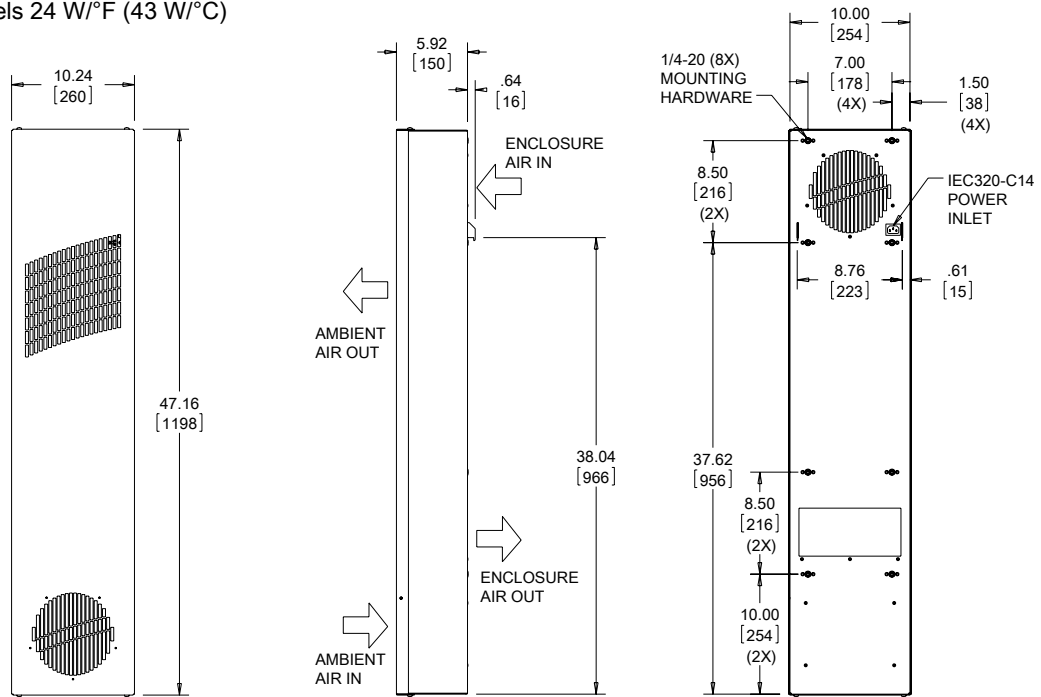 els 24 W/°F (43 W/°C)
10.24
[260]
47.16
[1198]
5.92
[150]
.64
[16]
ENCLOSURE
AIR IN
AMBIENT
AIR OUT
38.04
[966]
ENCLOSURE
AIR OUT
AMBIENT
AIR IN
10.00
[254]
1/4-20 (8X)
MOUNTING
HARDWARE
7.00
[178]
(4X)
1.50
[38]
(4X)
8.50
[216]
(2X)
IEC320-C14
POWER
INLET
8.76
[223]
.61
[15]
37.62
[956]
8.50
[216]
(2X)
10.00
[254]
(2X)